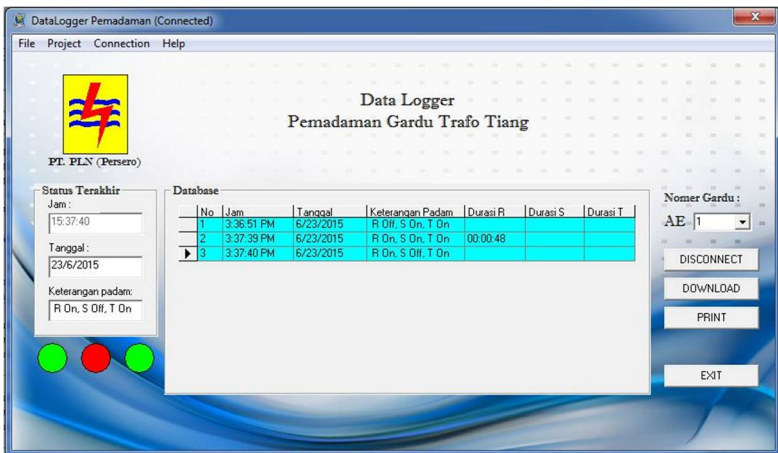 DataLogger Pemadaman (Connected)
File Project Connection Help
Data Logger
Pemadaman Gardu Trafo Tiang
PT. PLN (Persero)
Status Terakhir
Jam :
15:37:40
Tanggal :
23/6/2015
Keterangan padam:
R On, S Off, T On
Database
No Jam Tanggal Keterangan Padam Durasi R Durasi S Durasi T
1 3:36:51 PM 6/23/2015 R Off, S On, T On
2 3:37:39 PM 6/23/2015 R On, S On, T On 00:00:48
3 3:37:40 PM 6/23/2015 R On, S Off, T On
Nomer Gardu :
AE 1
DISCONNECT
DOWNLOAD
PRINT
EXIT